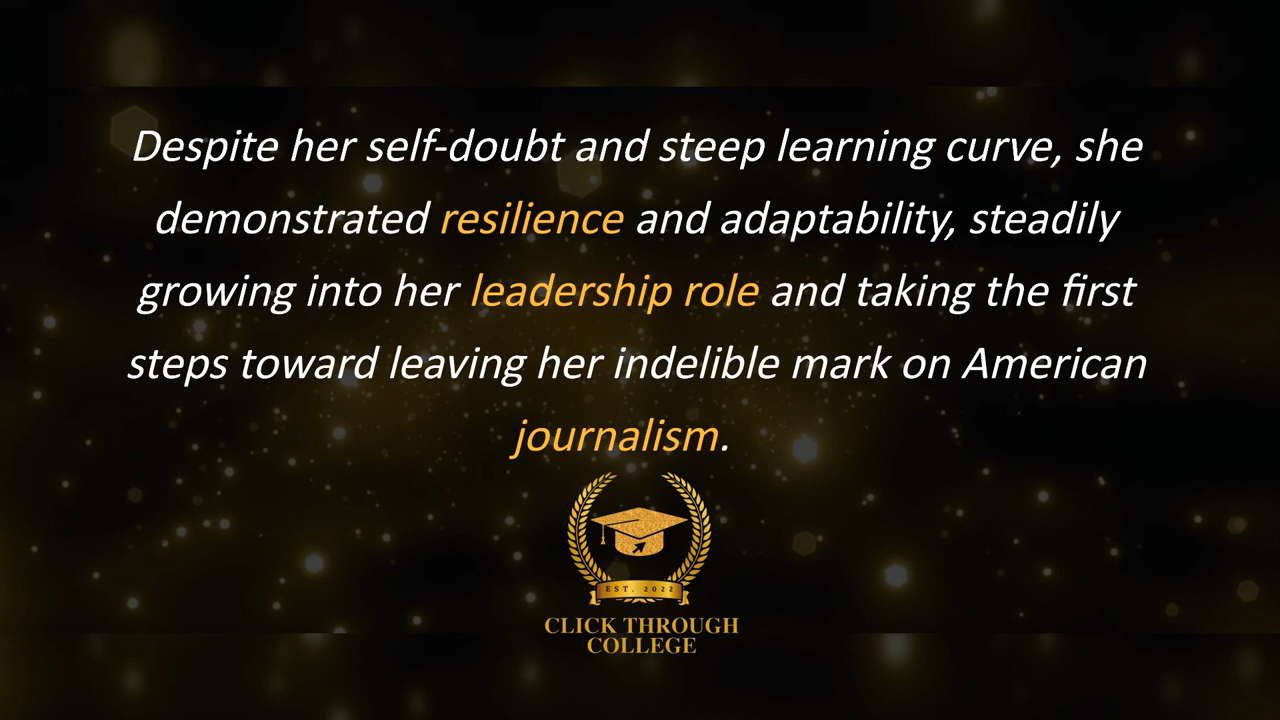 Despite her self-doubt and steep learning curve, she
demonstrated resilience and adaptability, steadily
growing into her leadership role and taking the first
steps toward leaving her indelible mark on American
journalism.
EST. 2022
CLICK THROUGH
COLLEGE